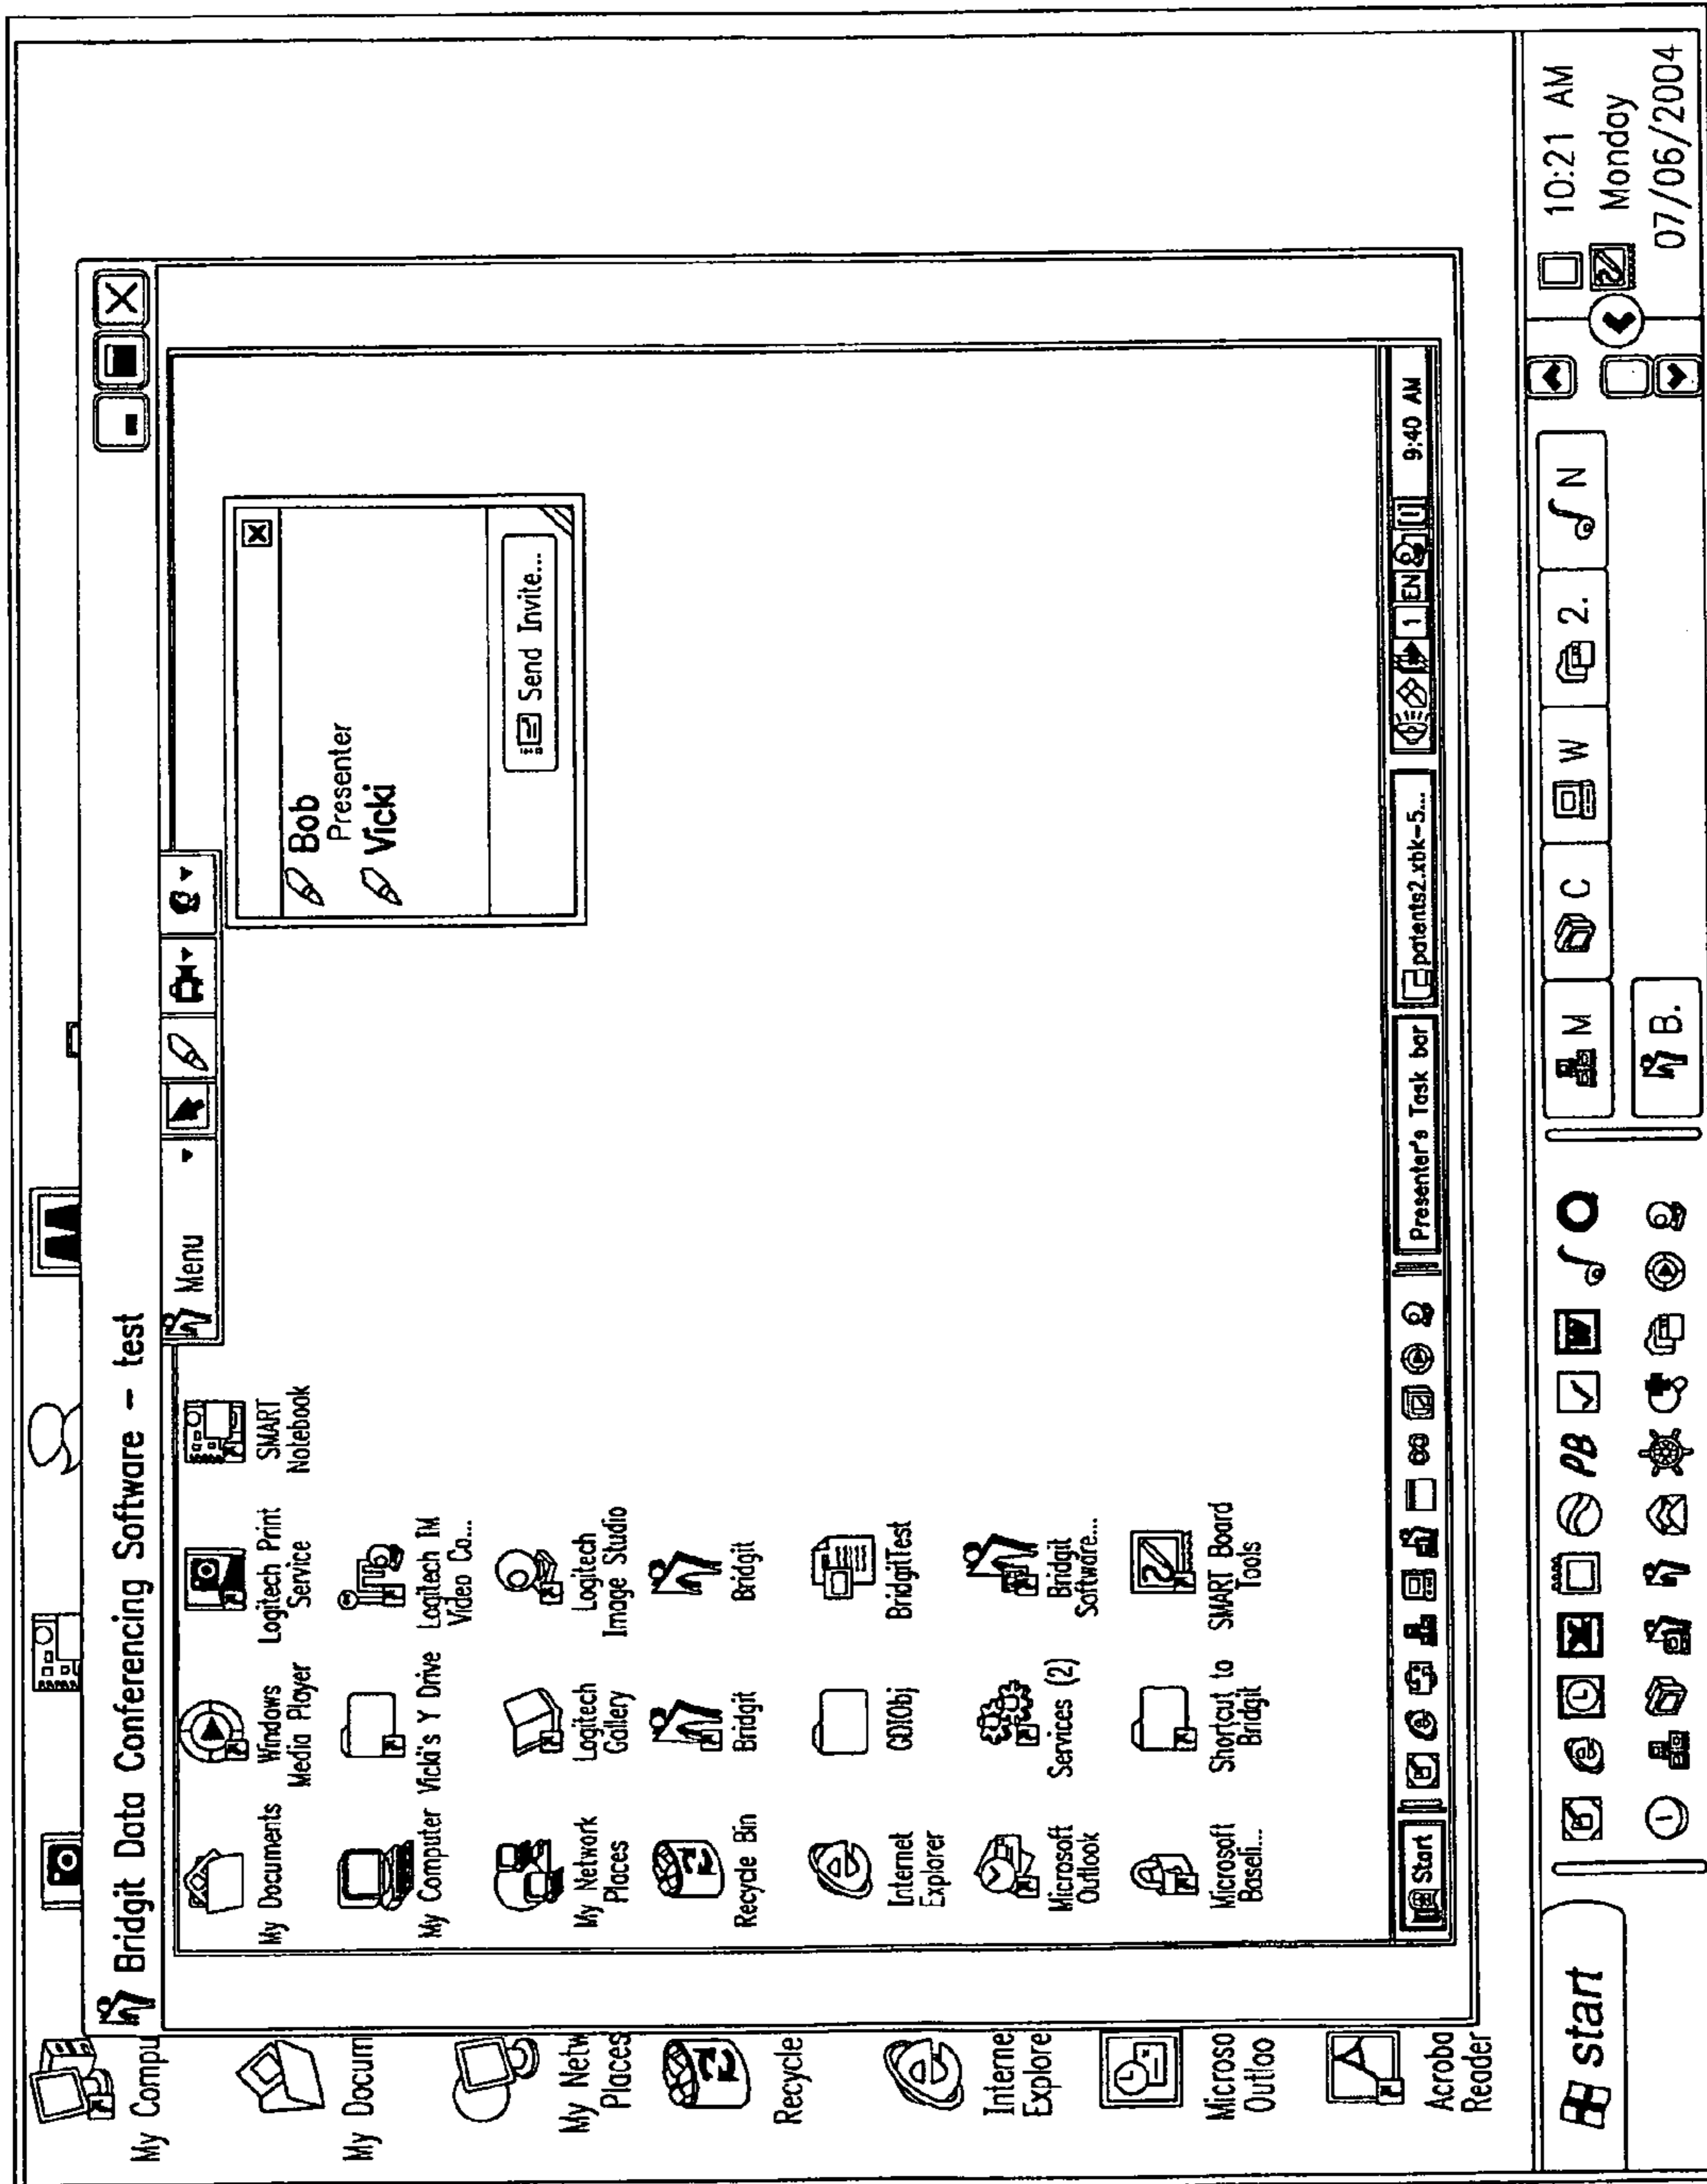 My Compu
My Docum
My Netw
Places
Recycle
Interne
Explore
Microso
Outloo
Acroba
Reader
Bridgit Data Conferencing Software - test
Menu
My Documents
Windows
Media Player
Logitech Print
Service
SMART
Notebook
My Computer
Vicki's Y Drive
Logitech IM
Video Co...
My Network
Places
Logitech
Gallery
Logitech
Image Studio
Recycle Bin
Bridgit
Bridgit
Internet
Explorer
GDIObj
BridgitTest
Microsoft
Outlook
Services (2)
Bridgit
Software...
Microsoft
Baseli...
Shortcut to
Bridgit
SMART Board
Tools
Bob
Presenter
Vicki
Send Invite...
Start
Presenter's Task bar
patents2.xbk-5...
1
EN
9:40 AM
start
PB
W
M
C
W
2.
N
B.
10:21 AM
Monday
07/06/2004